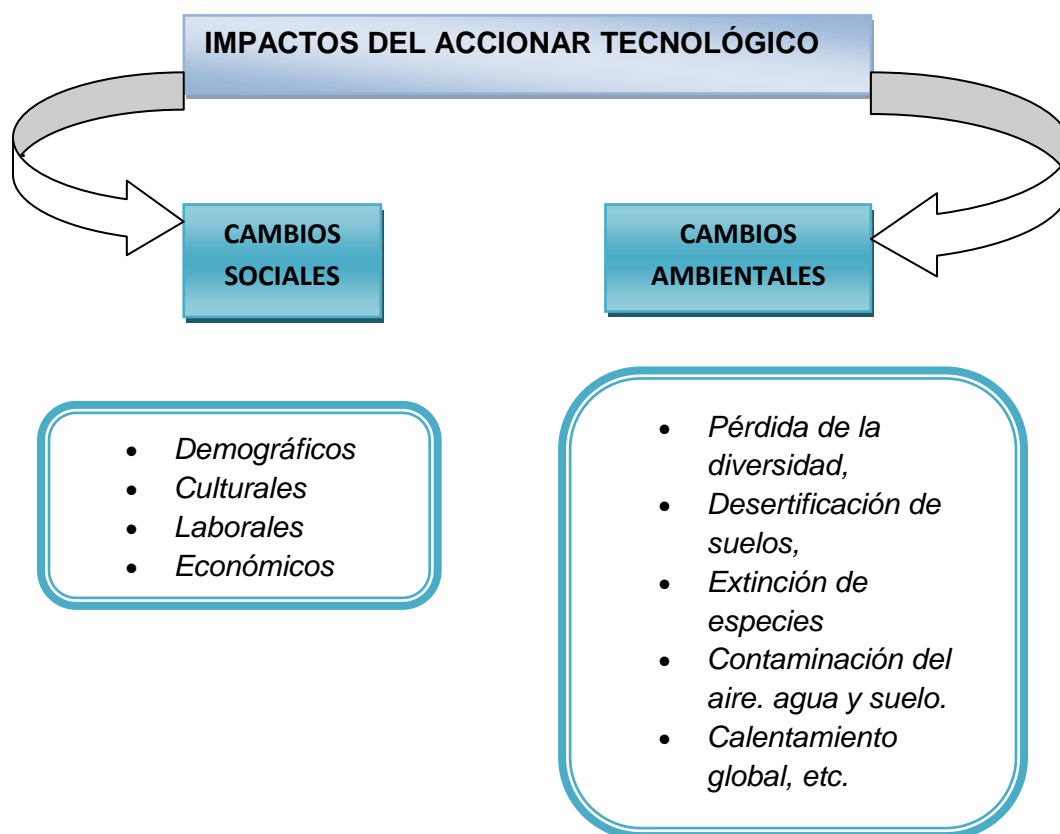 IMPACTOS DEL ACCIONAR TECNOLÓGICO
CAMBIOS
SOCIALES
CAMBIOS
AMBIENTALES
• Demográficos
• Culturales
• Laborales
• Económicos
• Pérdida de la
diversidad,
• Desertificación de
suelos,
• Extinción de
especies
• Contaminación del
aire. agua y suelo.
• Calentamiento
global, etc.